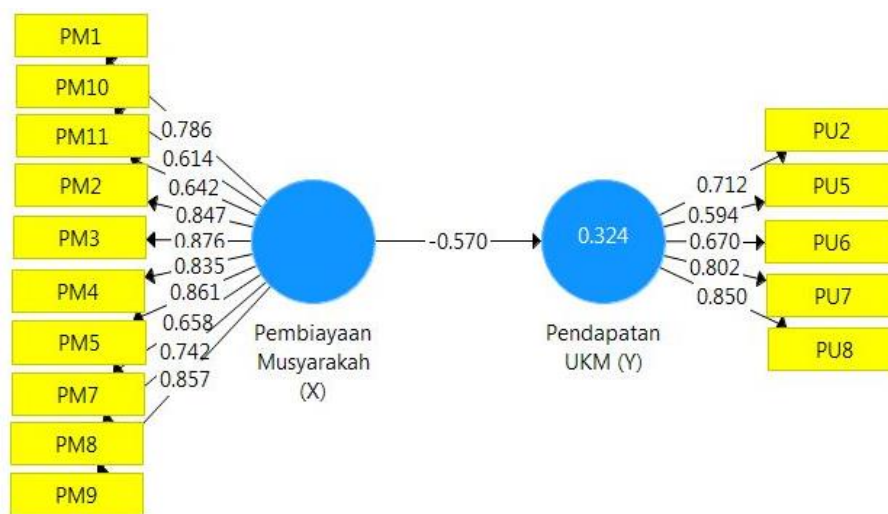 PM1
PM10
PM11
PM2
PM3
PM4
PM5
PM7
PM8
PM9
0.786
0.614
0.642
0.847
0.876
0.835
0.861
0.658
0.742
0.857
Pembiayaan
Musyarakah
(X)
-0.570
0.324
Pendapatan
UKM (Y)
0.712
0.594
0.670
0.802
0.850
PU2
PU5
PU6
PU7
PU8